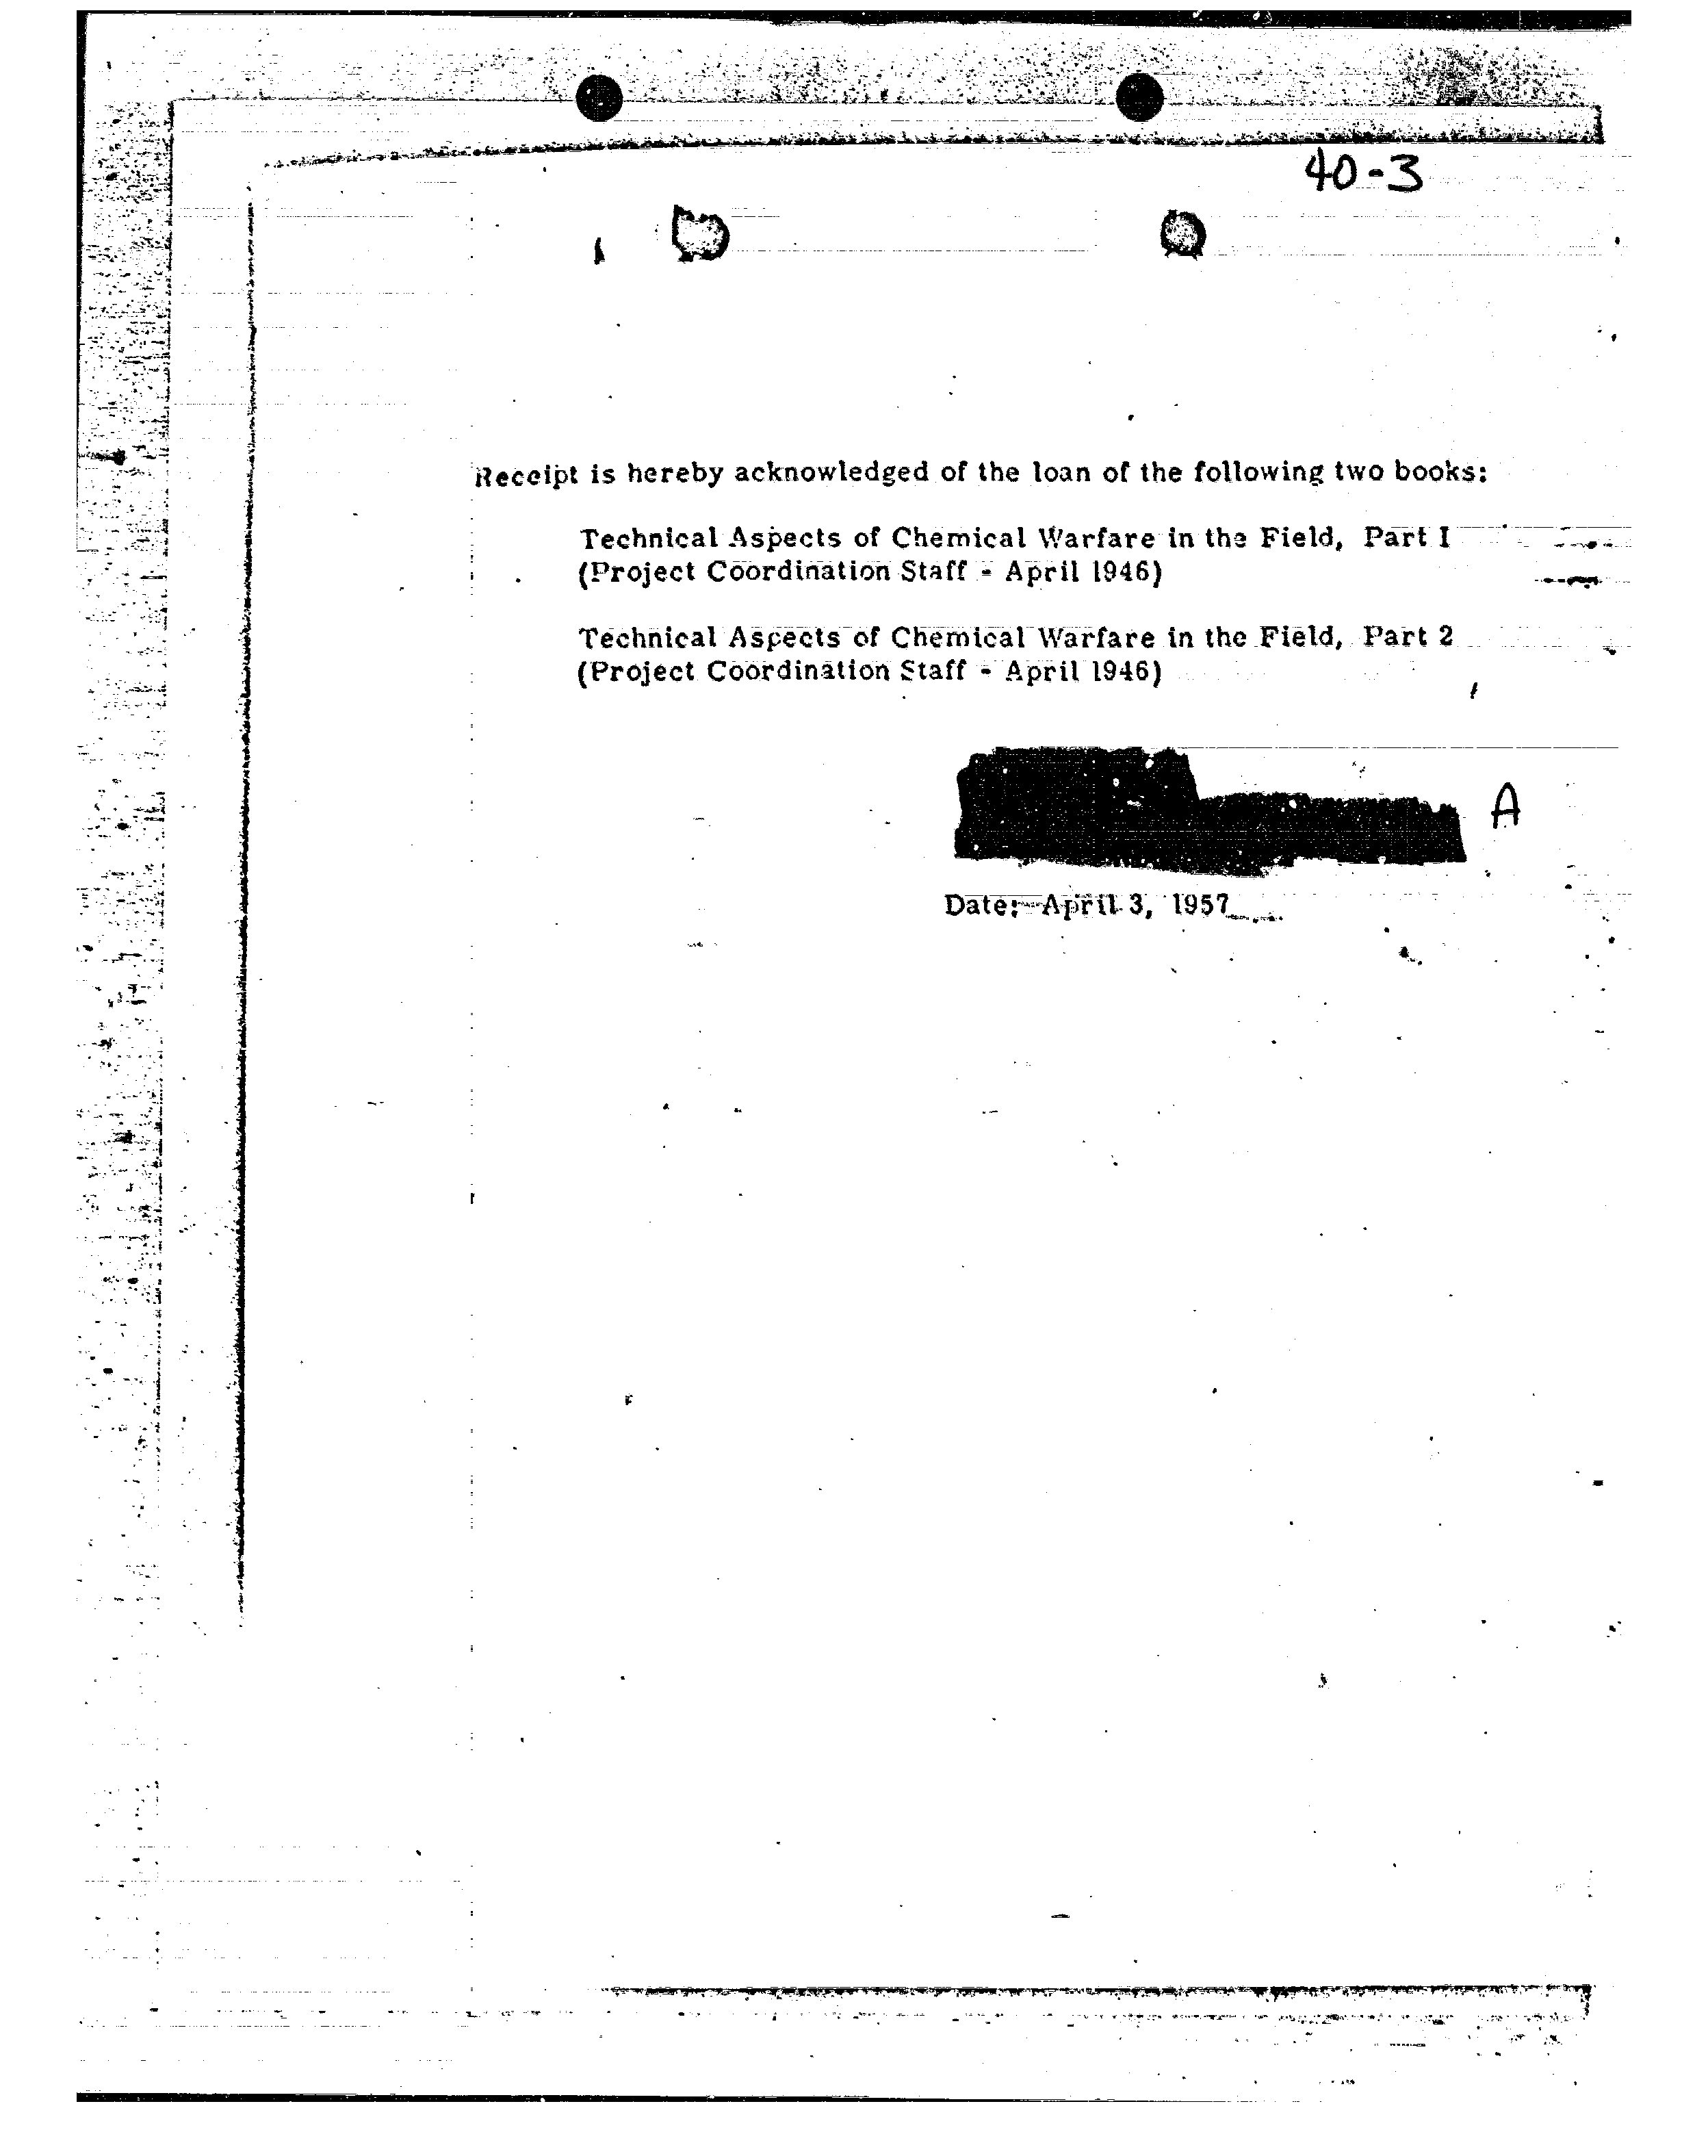 40-3
Receipt is hereby acknowledged of the loan of the following two books:
Technical Aspects of Chemical Warfare in the Field, Part I
(Project Coordination Staff - April 1946)
Technical Aspects of Chemical Warfare in the Field, Part 2
(Project Coordination Staff - April 1946)
A
Date: April 3, 1957